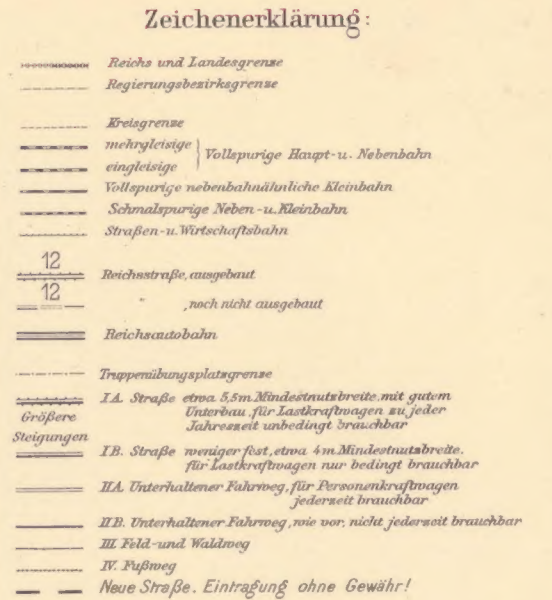 Zeichenerklärung:
Reichs und Landesgrenze
Regierungsbezirksgrenze
Kreisgrenze
mehrgleisige
eingleisige
Vollspurige Haupt- u. Nebenbahn
Vollspurige nebenbahnähnliche Kleinbahn
Schmalspurige Neben- u. Kleinbahn
Straßen- u. Wirtschaftsbahn
12
Reichsstraße, ausgebaut
12
" , noch nicht ausgebaut
Reichsautobahn
Truppenübungsplatzgrenze
IA. Straße etwa 5,5m. Mindestnutzbreite, mit gutem
Unterbau, für Lastkraftwagen zu jeder
Jahreszeit unbedingt brauchbar
Größere
Steigungen
IB. Straße weniger fest, etwa 4m Mindestnutzbreite.
für Lastkraftwagen nur bedingt brauchbar
IIA. Unterhaltener Fahrweg, für Personenkraftwagen
jederzeit brauchbar
IIB. Unterhaltener Fahrweg, wie vor, nicht jederzeit brauchbar
III. Feld- und Waldweg
IV. Fußweg
Neue Straße. Eintragung ohne Gewähr!